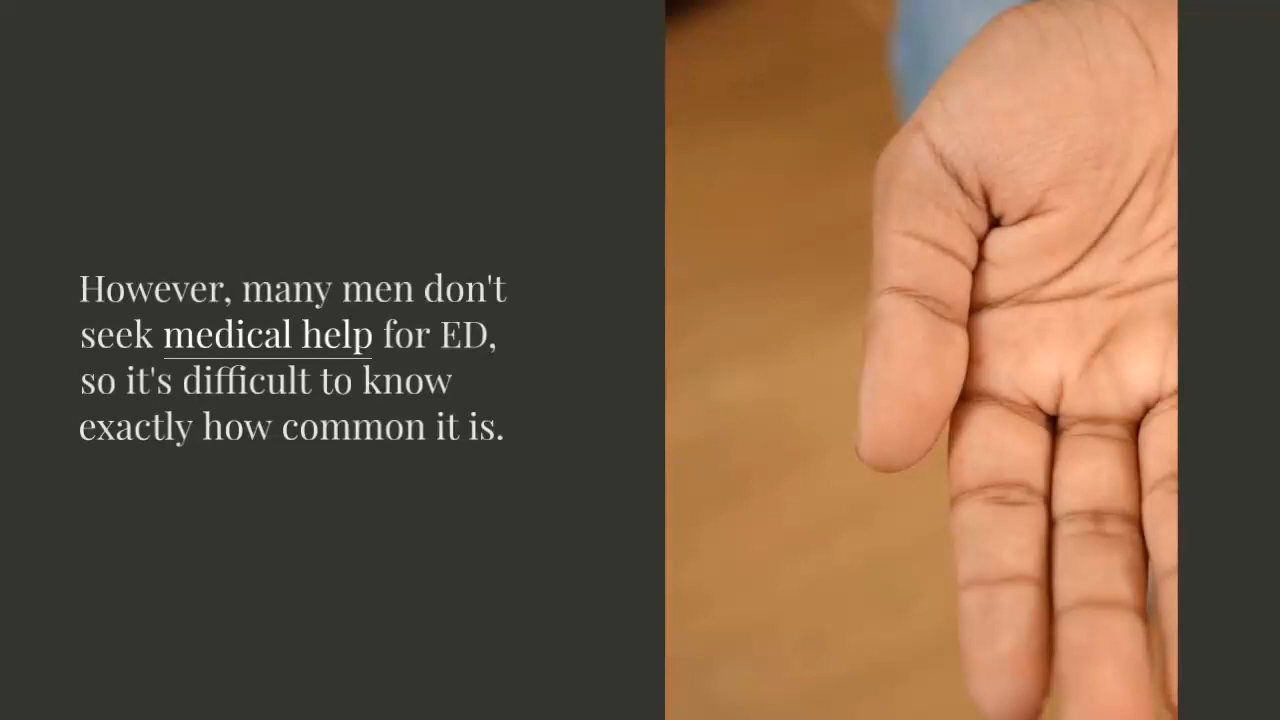 However, many men don't
seek medical help for ED,
so it's difficult to know
exactly how common it is.